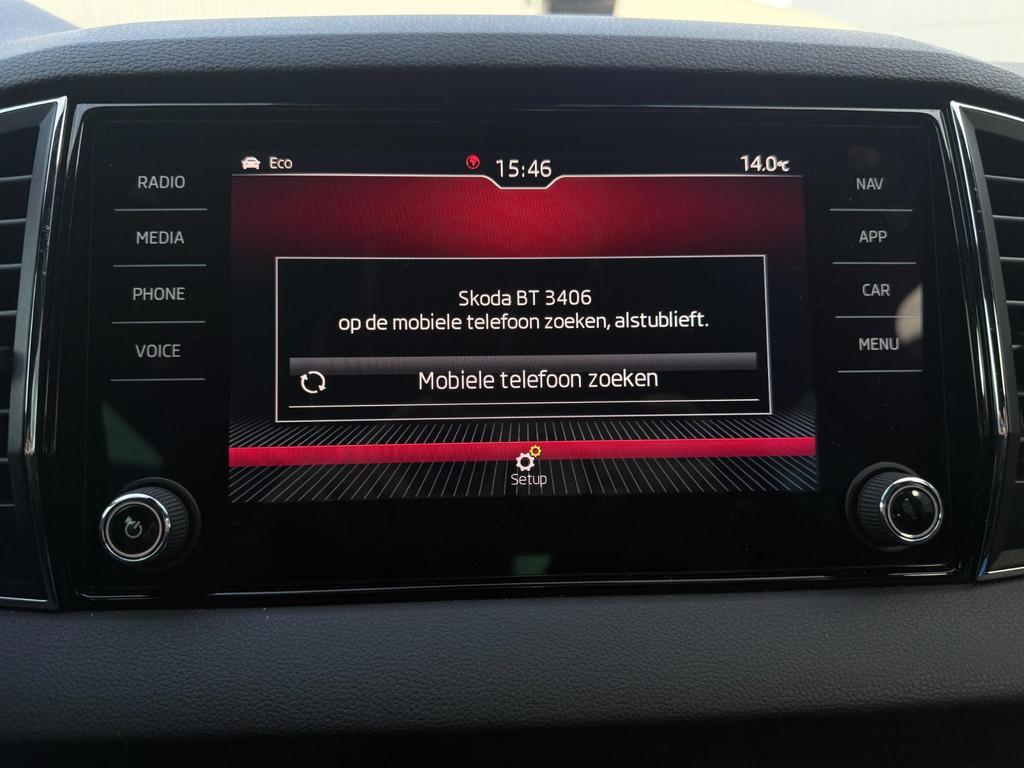 Eco
15:46
14.0℃
RADIO
MEDIA
PHONE
VOICE
NAV
APP
CAR
MENU
Skoda BT 3406
op de mobiele telefoon zoeken, alstublieft.
Mobiele telefoon zoeken
Setup